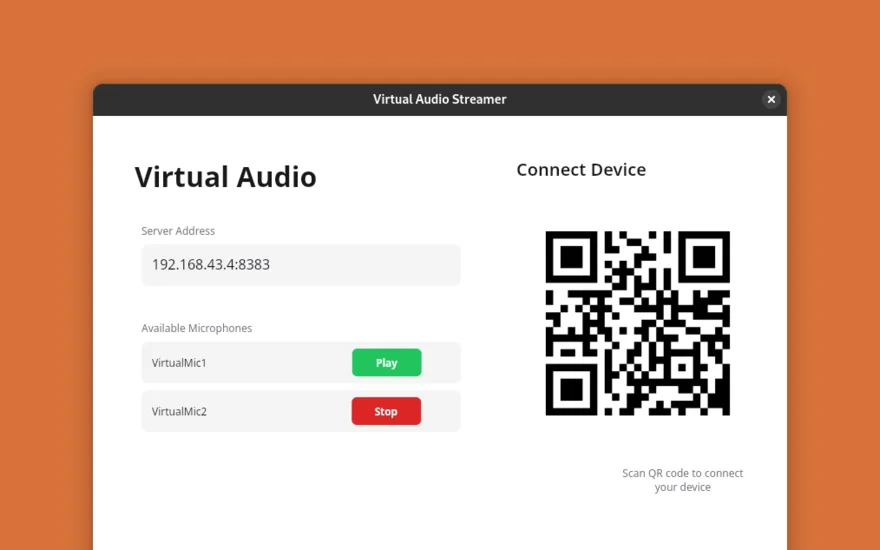 Virtual Audio Streamer
Virtual Audio
Server Address
192.168.43.4:8383
Available Microphones
VirtualMic1
Play
VirtualMic2
Stop
Connect Device
Scan QR code to connect
your device